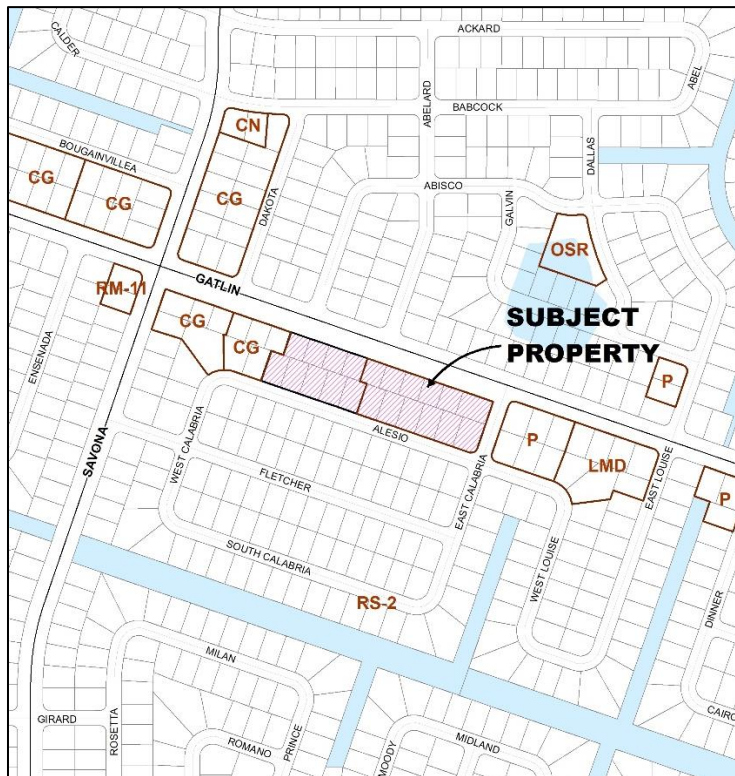 ACKARD
CALDER
ABEL
ABELARD
BABCOCK
CN
DALLAS
BOUGAINVILLEA
CG
CG
CG
DAKOTA
ABISCO
GALVIN
OSR
GATLIN
RM-11
CG
CG
SUBJECT
PROPERTY
ENSENADA
P
SAVONA
WEST CALABRIA
ALESIO
P
LMD
EAST LOUISE
P
FLETCHER
EAST CALABRIA
SOUTH CALABRIA
WEST LOUISE
RS-2
DINNER
MILAN
GIRARD
ROSETTA
PRINCE
ROMANO
MOODY
MIDLAND
CAIRO